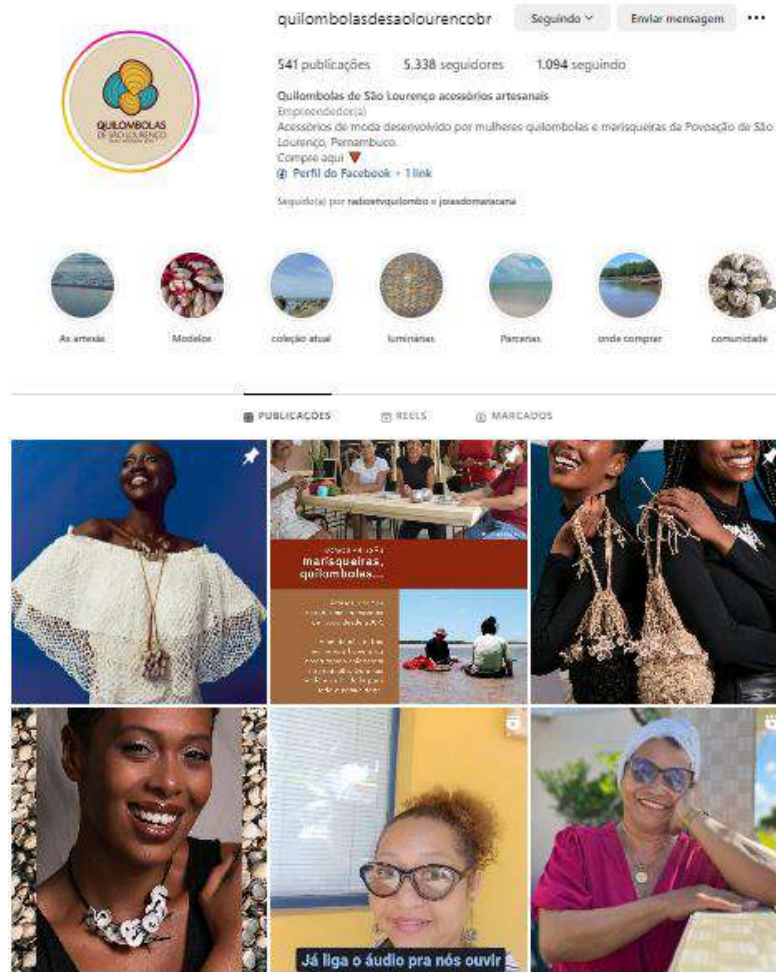 quilombolasdesaolourencobr Seguindo Enviar mensagem
541 publicações 5.338 seguidores 1.094 seguindo
Quilombolas de São Lourenço acessórios artesanais
Empreendedor(a)
Acessórios de moda desenvolvido por mulheres quilombolas e marisqueiras da Povoação de São
Lourenço, Pernambuco.
Compre aqui
Perfil do Facebook + 1 link
Seguido(a) por radioetvquilombo e joiasdomaracana
QUILOMBOLAS
DE SÃO LOURENÇO
As artesãs Modelos coleção atual luminárias Parcerias onde comprar comunidade
PUBLICAÇÕES REELS MARCADOS
marisqueiras,
quilombolas...
Já liga o áudio pra nós ouvir